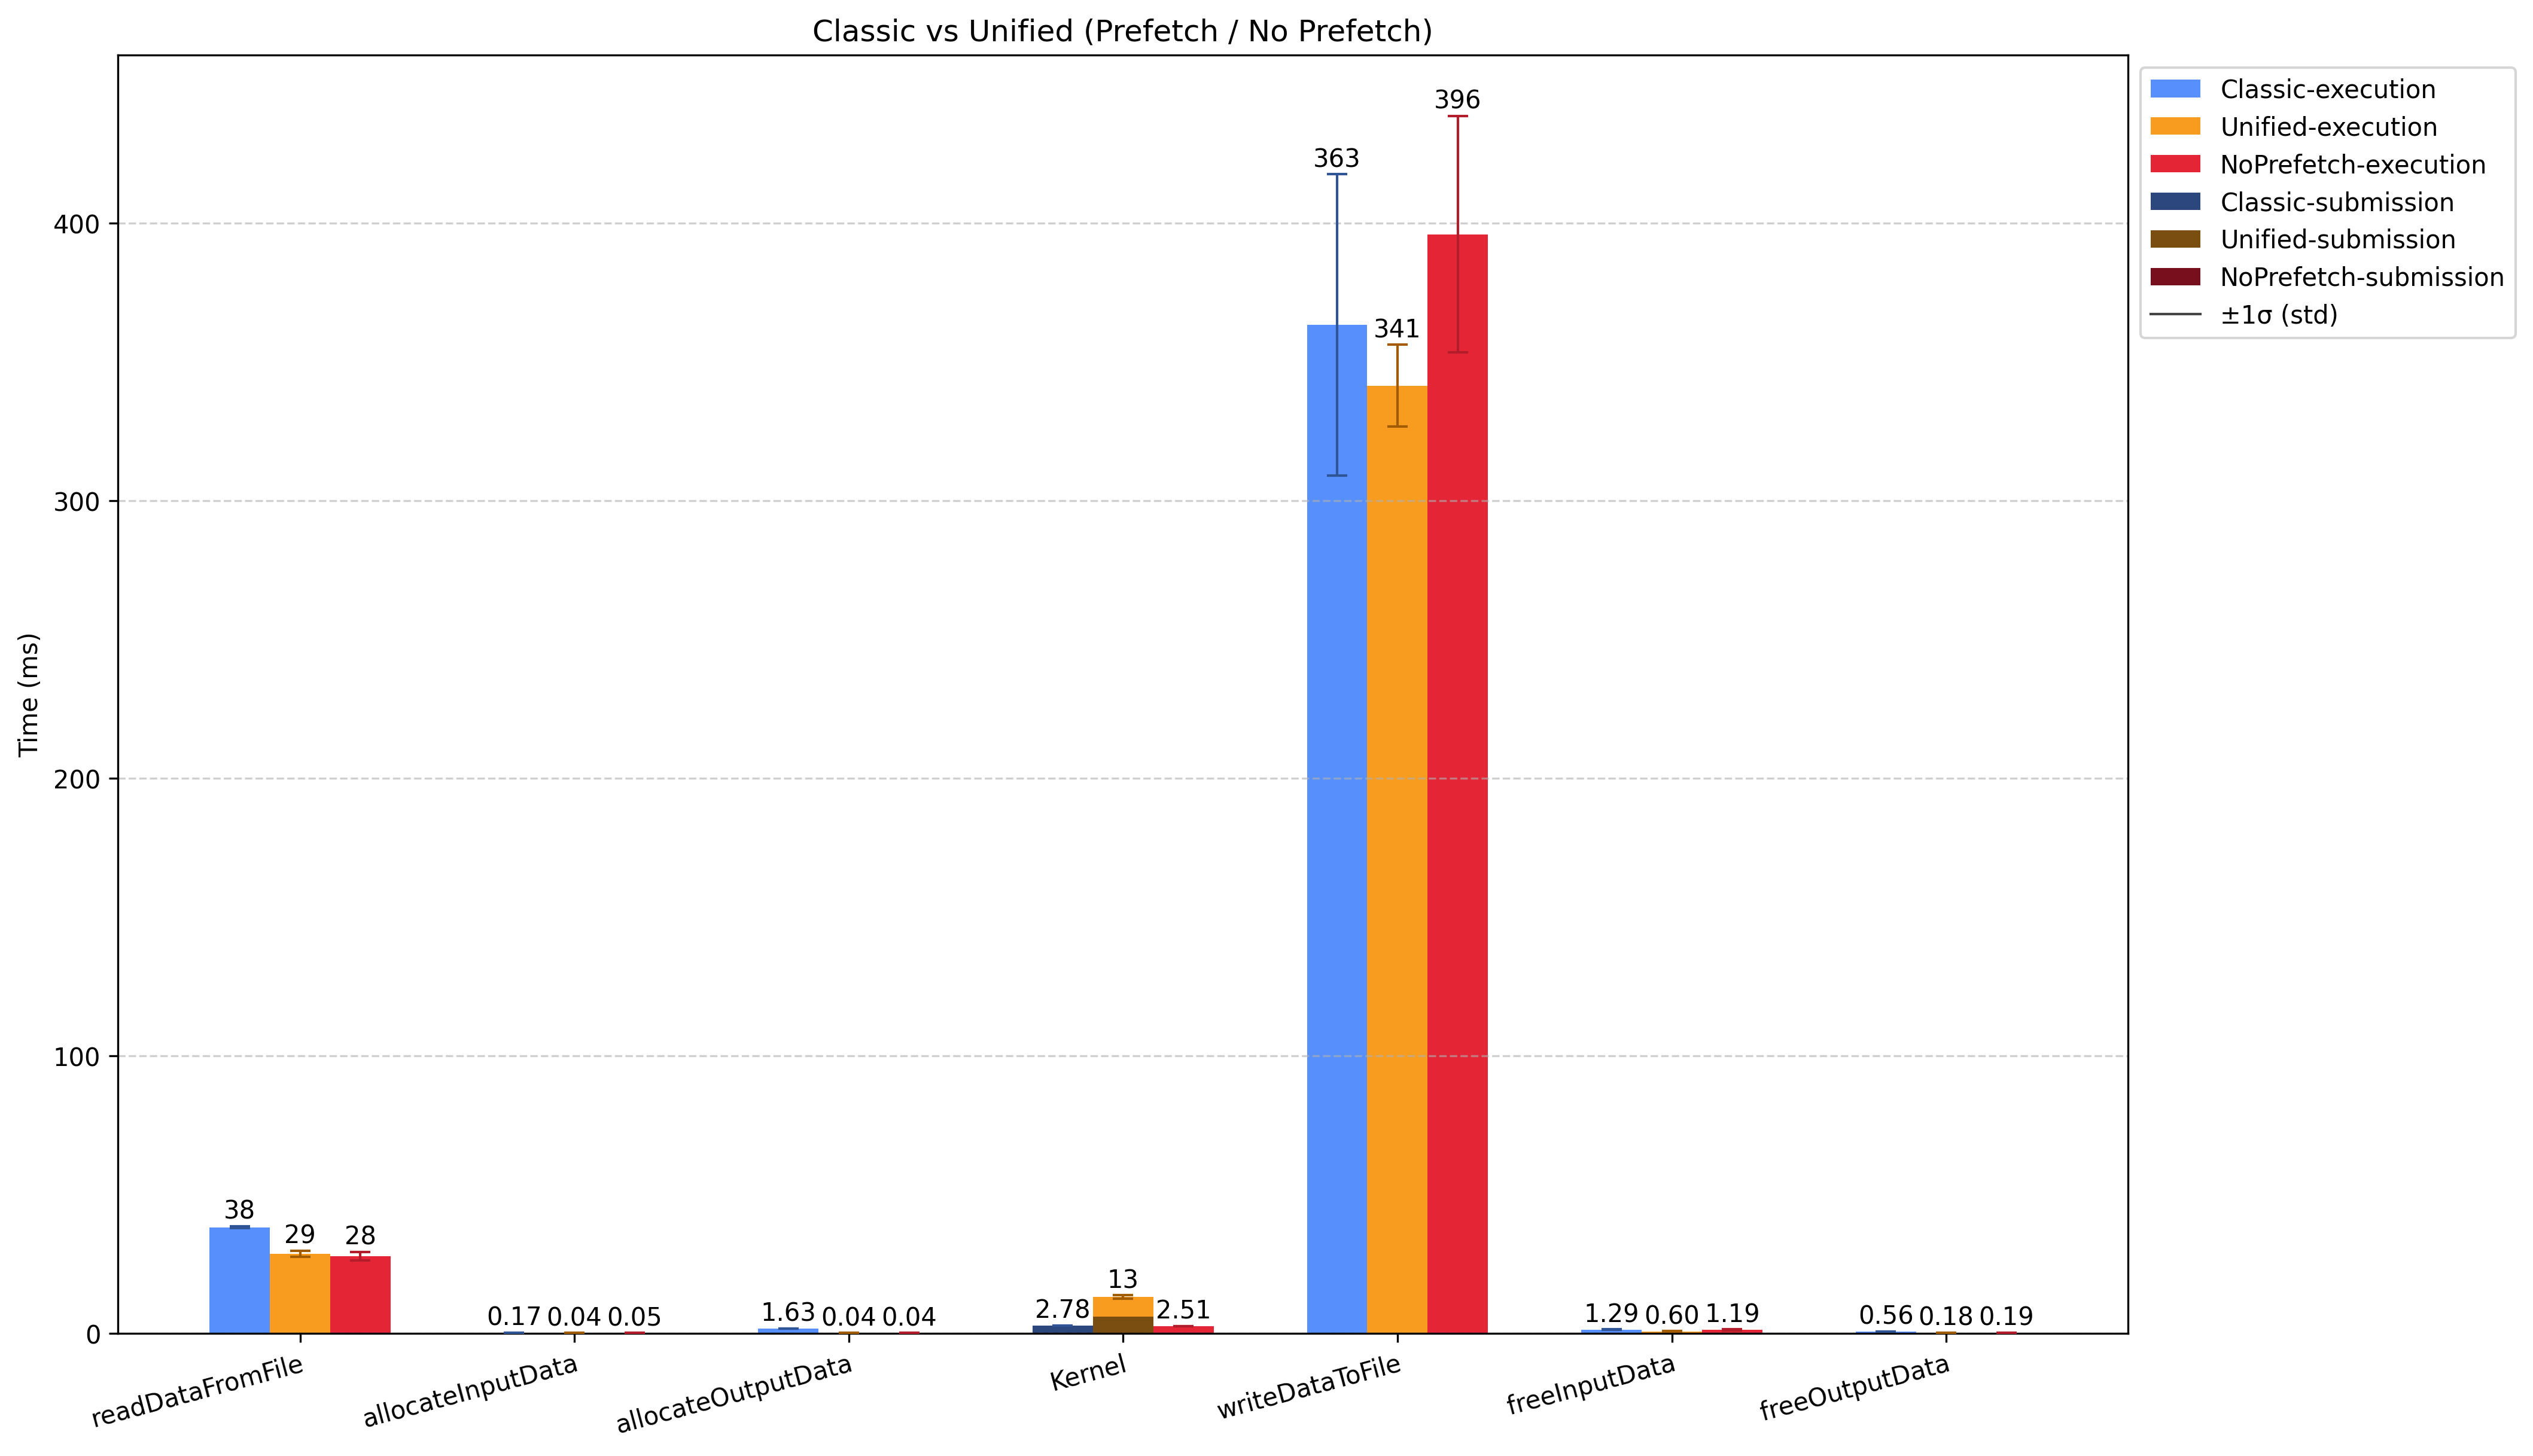 Classic vs Unified (Prefetch / No Prefetch)
Classic-execution
Unified-execution
NoPrefetch-execution
Classic-submission
Unified-submission
NoPrefetch-submission
±1σ (std)
Time (ms)
400
300
200
100
0
38
29
28
0.17
0.04
0.05
1.63
0.04
0.04
2.78
13
2.51
363
341
396
1.29
0.60
1.19
0.56
0.18
0.19
readDataFromFile
allocateInputData
allocateOutputData
Kernel
writeDataToFile
freeInputData
freeOutputData